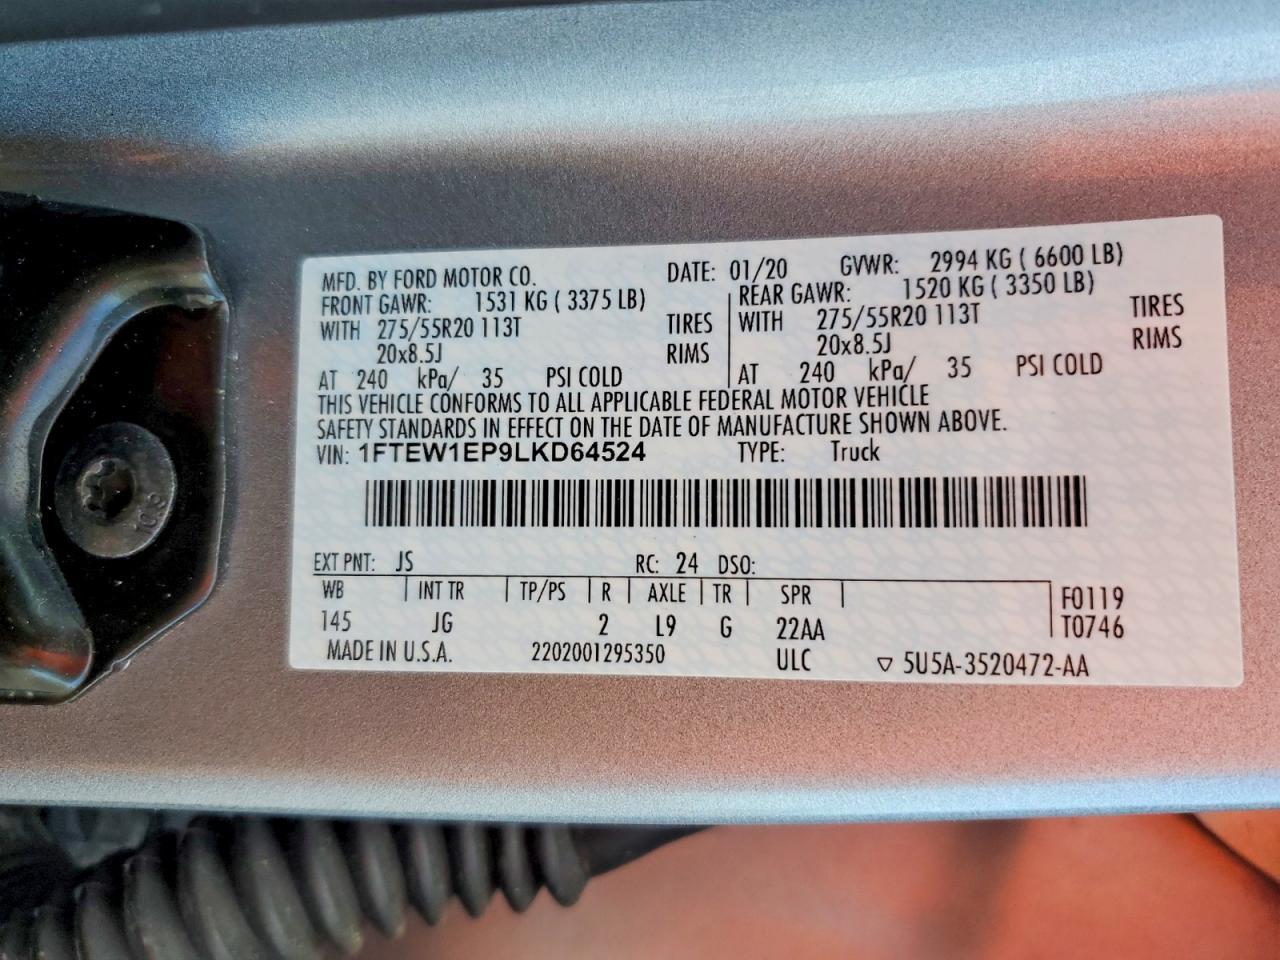 MFD. BY FORD MOTOR CO. DATE: 01/20 GVWR: 2994 KG ( 6600 LB)
FRONT GAWR: 1531 KG ( 3375 LB) REAR GAWR: 1520 KG ( 3350 LB)
WITH 275/55R20 113T TIRES WITH 275/55R20 113T TIRES
20x8.5J RIMS 20x8.5J RIMS
AT 240 kPa/ 35 PSI COLD AT 240 kPa/ 35 PSI COLD
THIS VEHICLE CONFORMS TO ALL APPLICABLE FEDERAL MOTOR VEHICLE
SAFETY STANDARDS IN EFFECT ON THE DATE OF MANUFACTURE SHOWN ABOVE.
VIN: 1FTEW1EP9LKD64524 TYPE: Truck
EXT PNT: JS RC: 24 DSO:
WB INT TR TP/PS R AXLE TR SPR F0119
145 JG 2 L9 G 22AA T0746
MADE IN U.S.A. 2202001295350 ULC ▽ 5U5A-3520472-AA